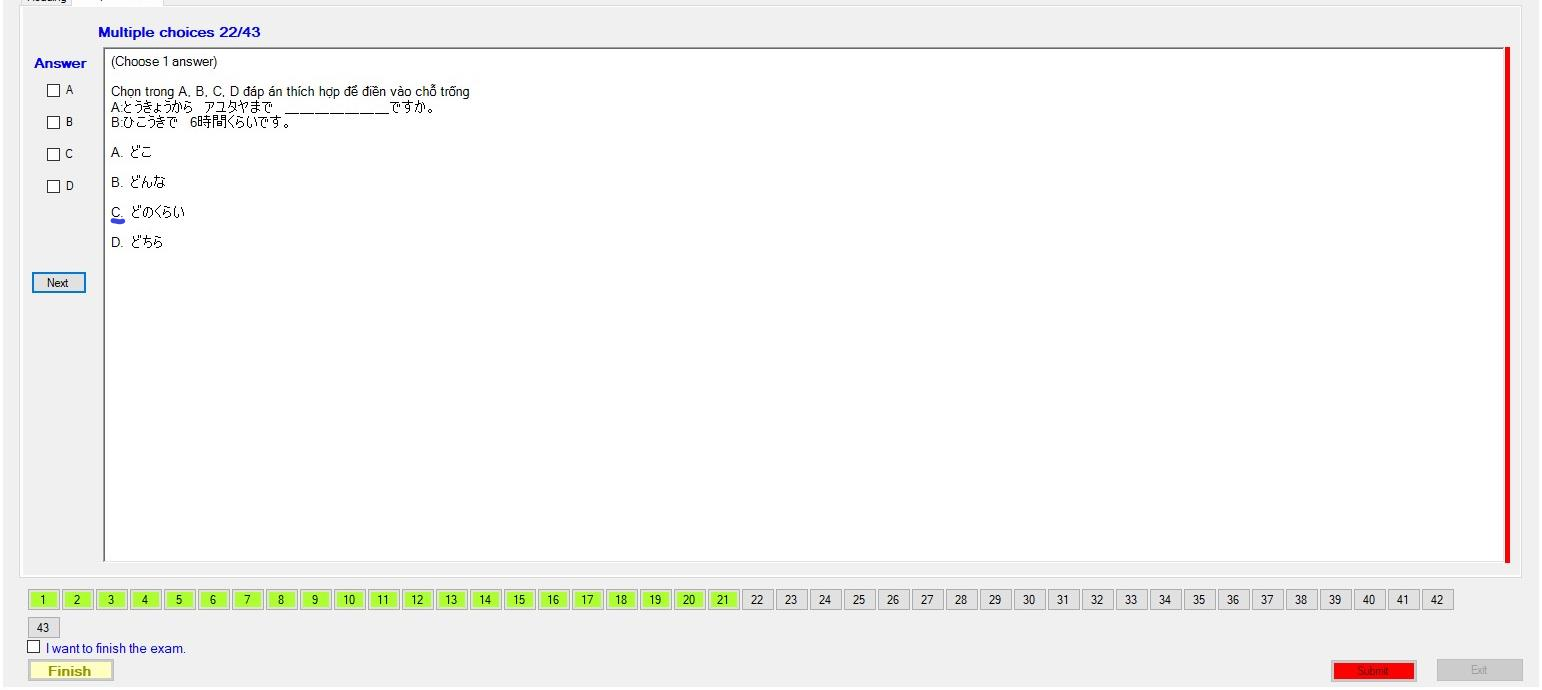 Multiple choices 22/43
Answer
(Choose 1 answer)
A
Chọn trong A, B, C, D đáp án thích hợp để điền vào chỗ trống
A:とうきょうから　アユタヤまで　_______________ですか。
B
B:ひこうきで　6時間くらいです。
C
A. どこ
D
B. どんな
C. どのくらい
D. どちら
Next
1 2 3 4 5 6 7 8 9 10 11 12 13 14 15 16 17 18 19 20 21 22 23 24 25 26 27 28 29 30 31 32 33 34 35 36 37 38 39 40 41 42
43
I want to finish the exam.
Finish
Submit
Exit